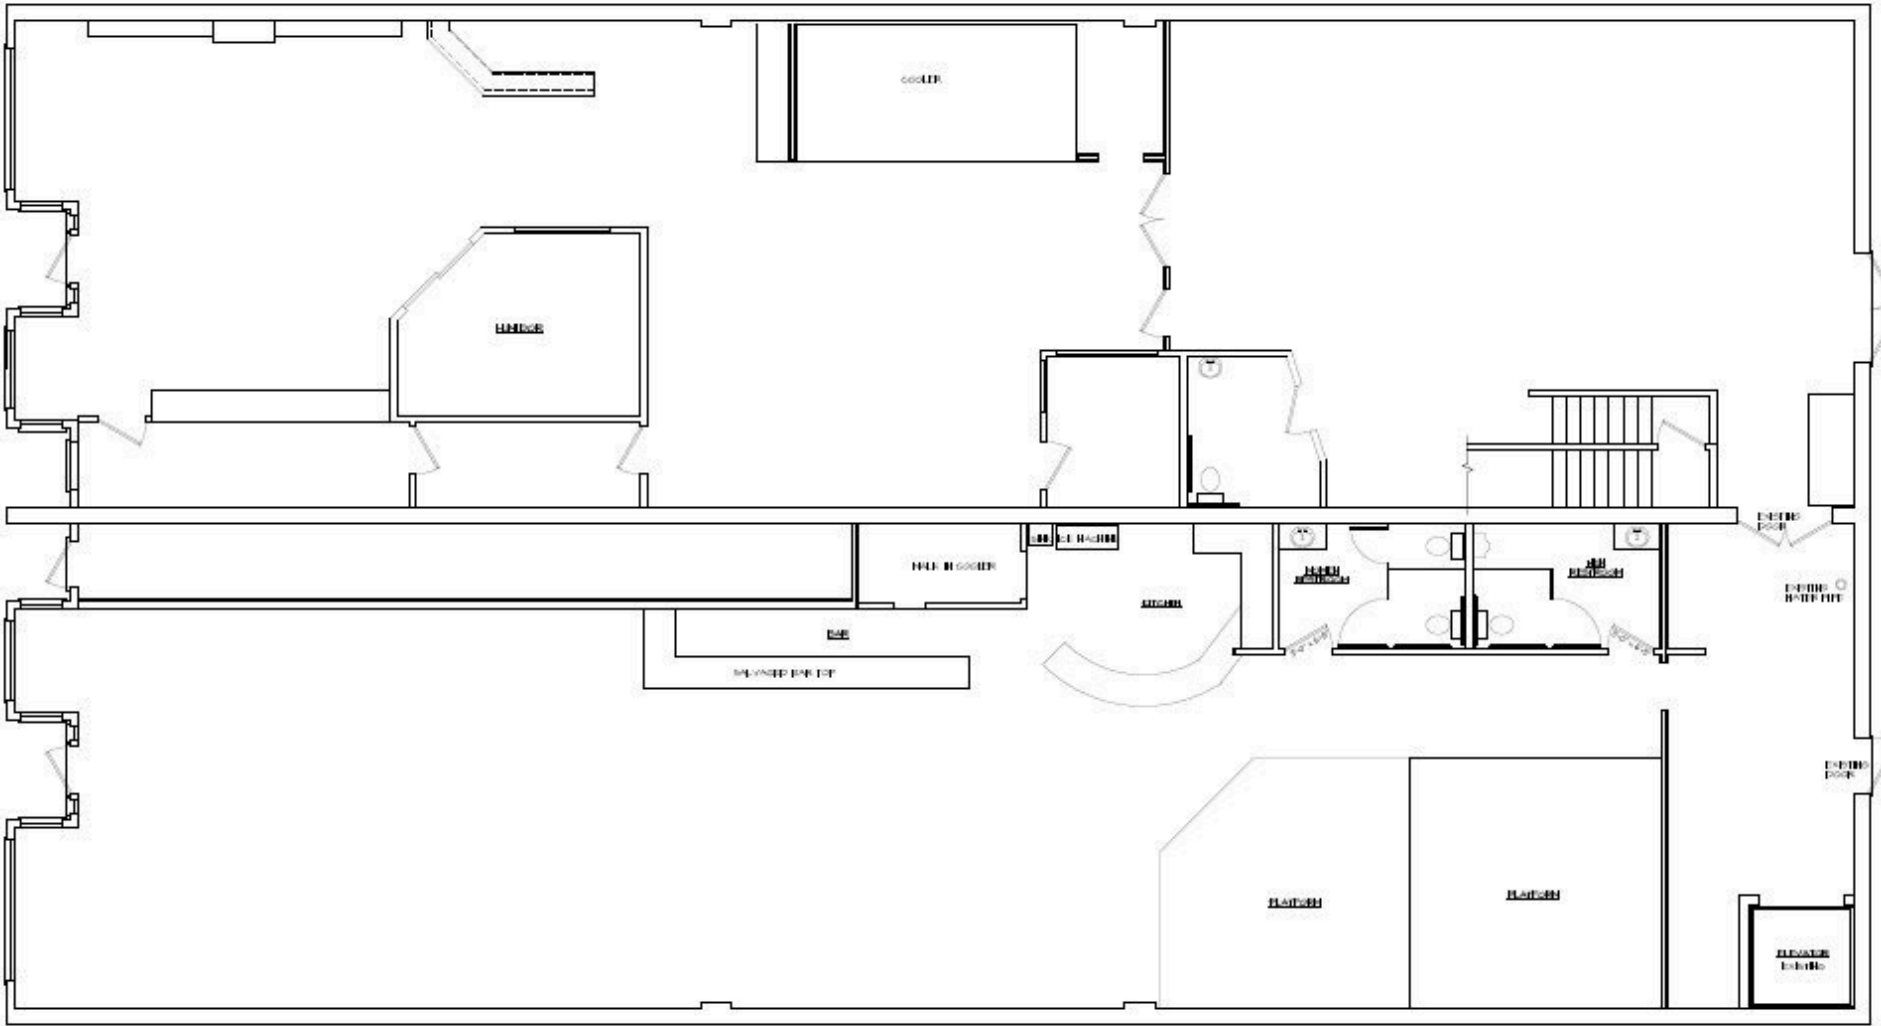 COOLER
HUMIDOR
EXISTING
DOOR
SINK
ICE MACHINE
WALK IN COOLER
WOMEN
RESTROOM
MEN
RESTROOM
KITCHEN
EXISTING
WATER PIPE
BAR
SALVAGED BAR TOP
EXISTING
DOOR
PLATFORM
PLATFORM
ELEVATOR
EXISTING